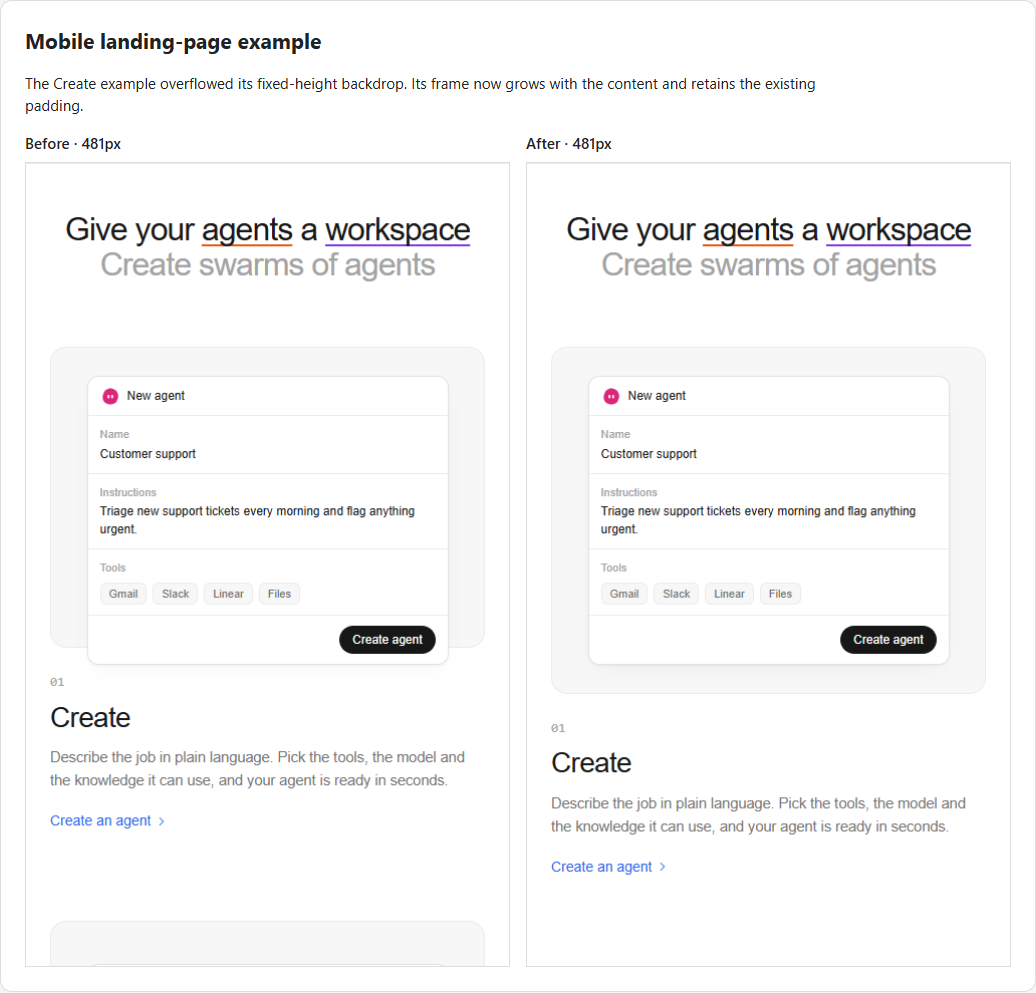 Mobile landing-page example
The Create example overflowed its fixed-height backdrop. Its frame now grows with the content and retains the existing
padding.
Before · 481px
Give your agents a workspace
Create swarms of agents
New agent
Name
Customer support
Instructions
Triage new support tickets every morning and flag anything
urgent.
Tools
Gmail Slack Linear Files
Create agent
01
Create
Describe the job in plain language. Pick the tools, the model and
the knowledge it can use, and your agent is ready in seconds.
Create an agent >
After · 481px
Give your agents a workspace
Create swarms of agents
New agent
Name
Customer support
Instructions
Triage new support tickets every morning and flag anything
urgent.
Tools
Gmail Slack Linear Files
Create agent
01
Create
Describe the job in plain language. Pick the tools, the model and
the knowledge it can use, and your agent is ready in seconds.
Create an agent >